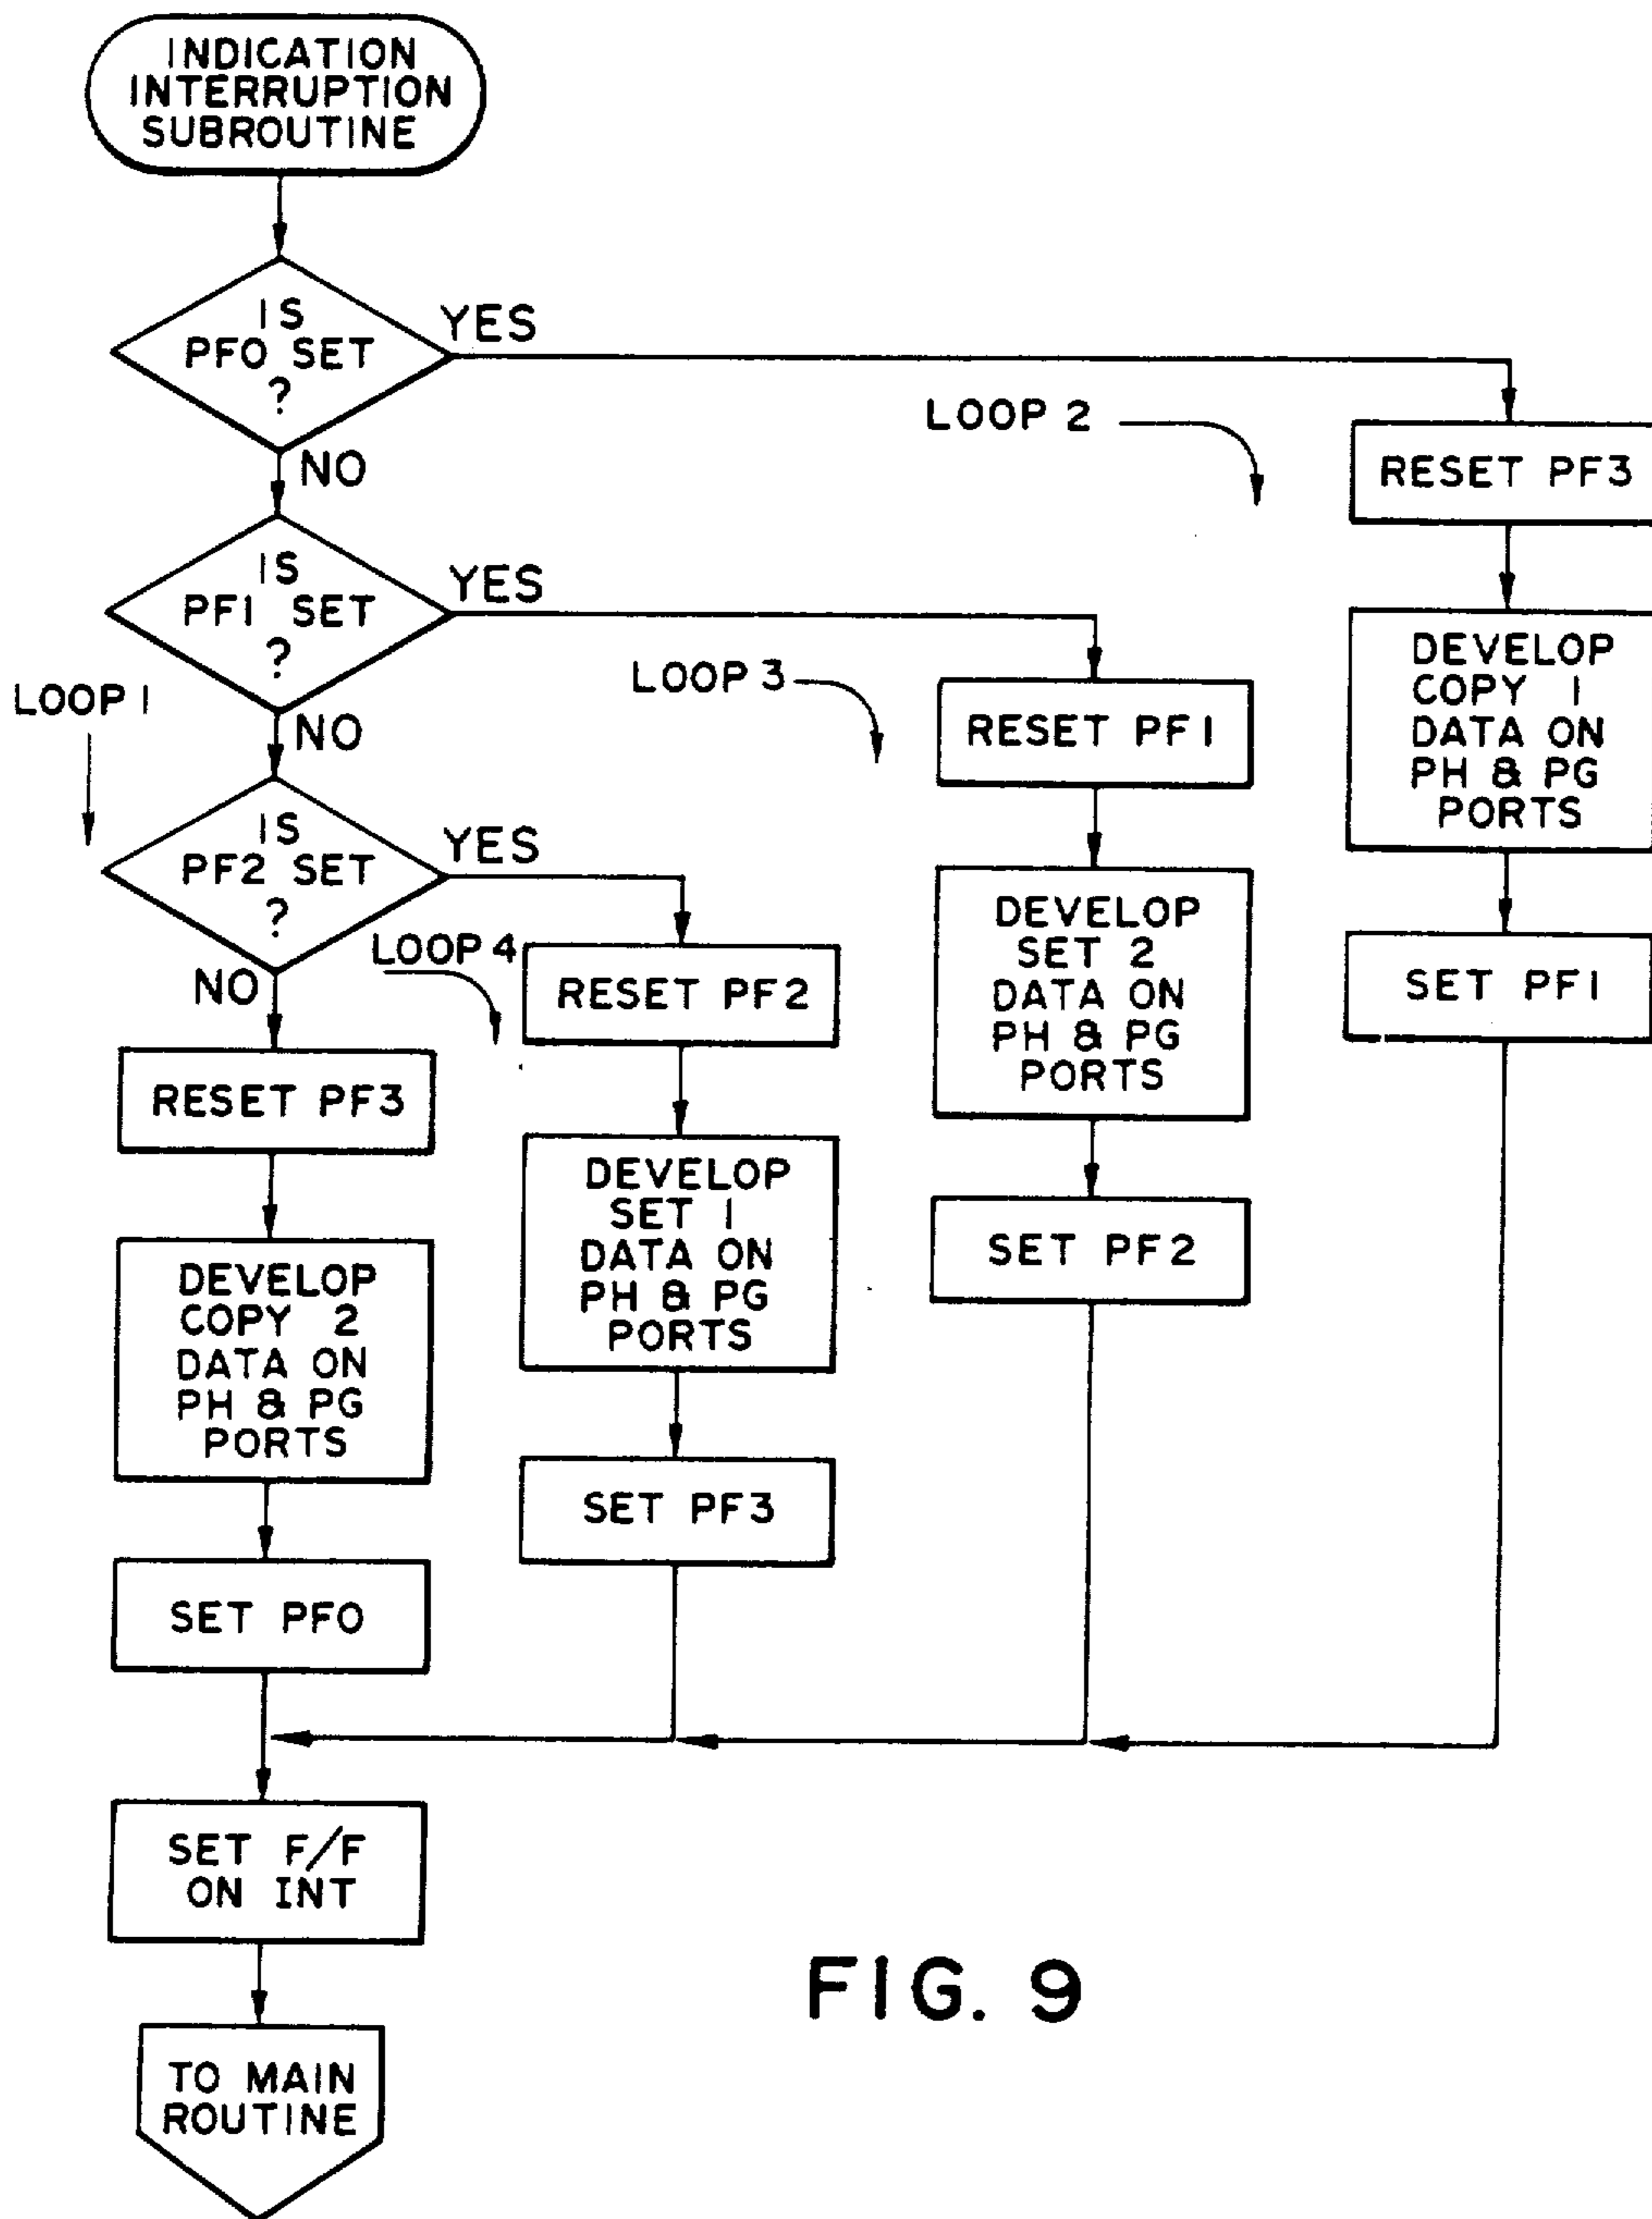 INDICATION
INTERRUPTION
SUBROUTINE
IS
PF0 SET
?
YES
NO
LOOP 2
RESET PF3
DEVELOP
COPY 1
DATA ON
PH & PG
PORTS
SET PF1
IS
PF1 SET
?
YES
NO
LOOP 3
RESET PF1
DEVELOP
SET 2
DATA ON
PH & PG
PORTS
SET PF2
LOOP 1
IS
PF2 SET
?
YES
NO
LOOP 4
RESET PF2
DEVELOP
SET 1
DATA ON
PH & PG
PORTS
SET PF3
RESET PF3
DEVELOP
COPY 2
DATA ON
PH & PG
PORTS
SET PF0
SET F/F
ON INT
TO MAIN
ROUTINE
FIG. 9